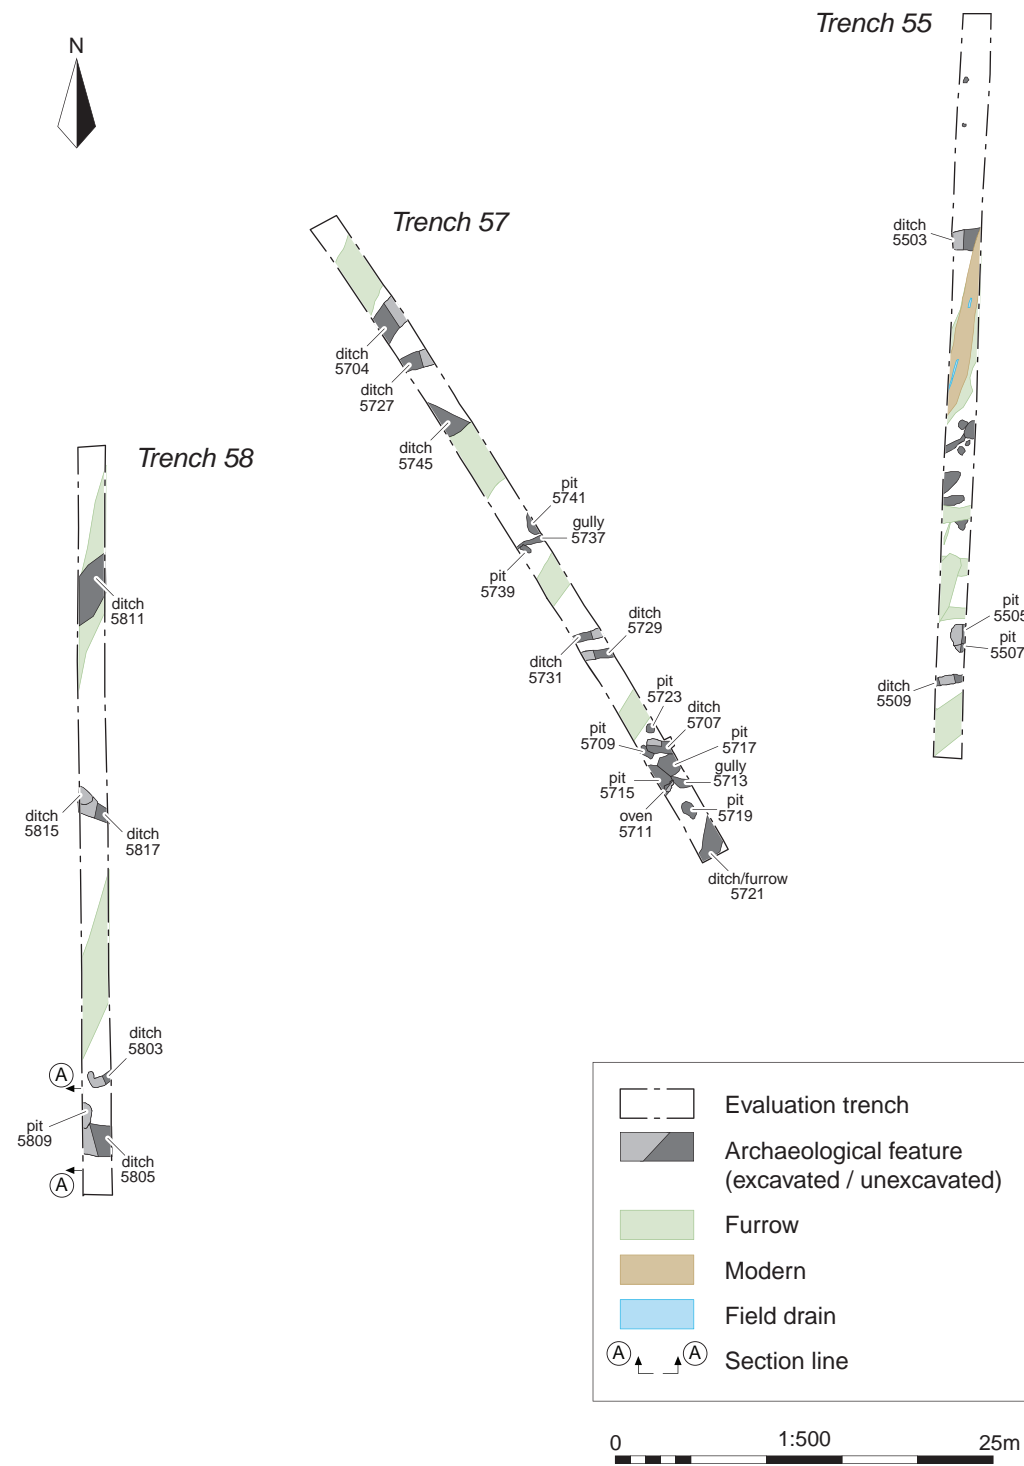 Trench 55
N
ditch
5503
Trench 57
ditch
5704
ditch
5727
ditch
5745
Trench 58
pit
5741
gully
5737
pit
5739
ditch
5811
pit
5505
pit
5507
ditch
5729
ditch
5731
ditch
5509
pit
5723
ditch
5707
pit
5709
pit
5717
gully
5713
pit
5715
oven
5711
pit
5719
ditch/furrow
5721
ditch
5815
ditch
5817
ditch
5803
A
pit
5809
ditch
5805
A
Evaluation trench
Archaeological feature
(excavated / unexcavated)
Furrow
Modern
Field drain
A A
Section line
0 1:500 25m